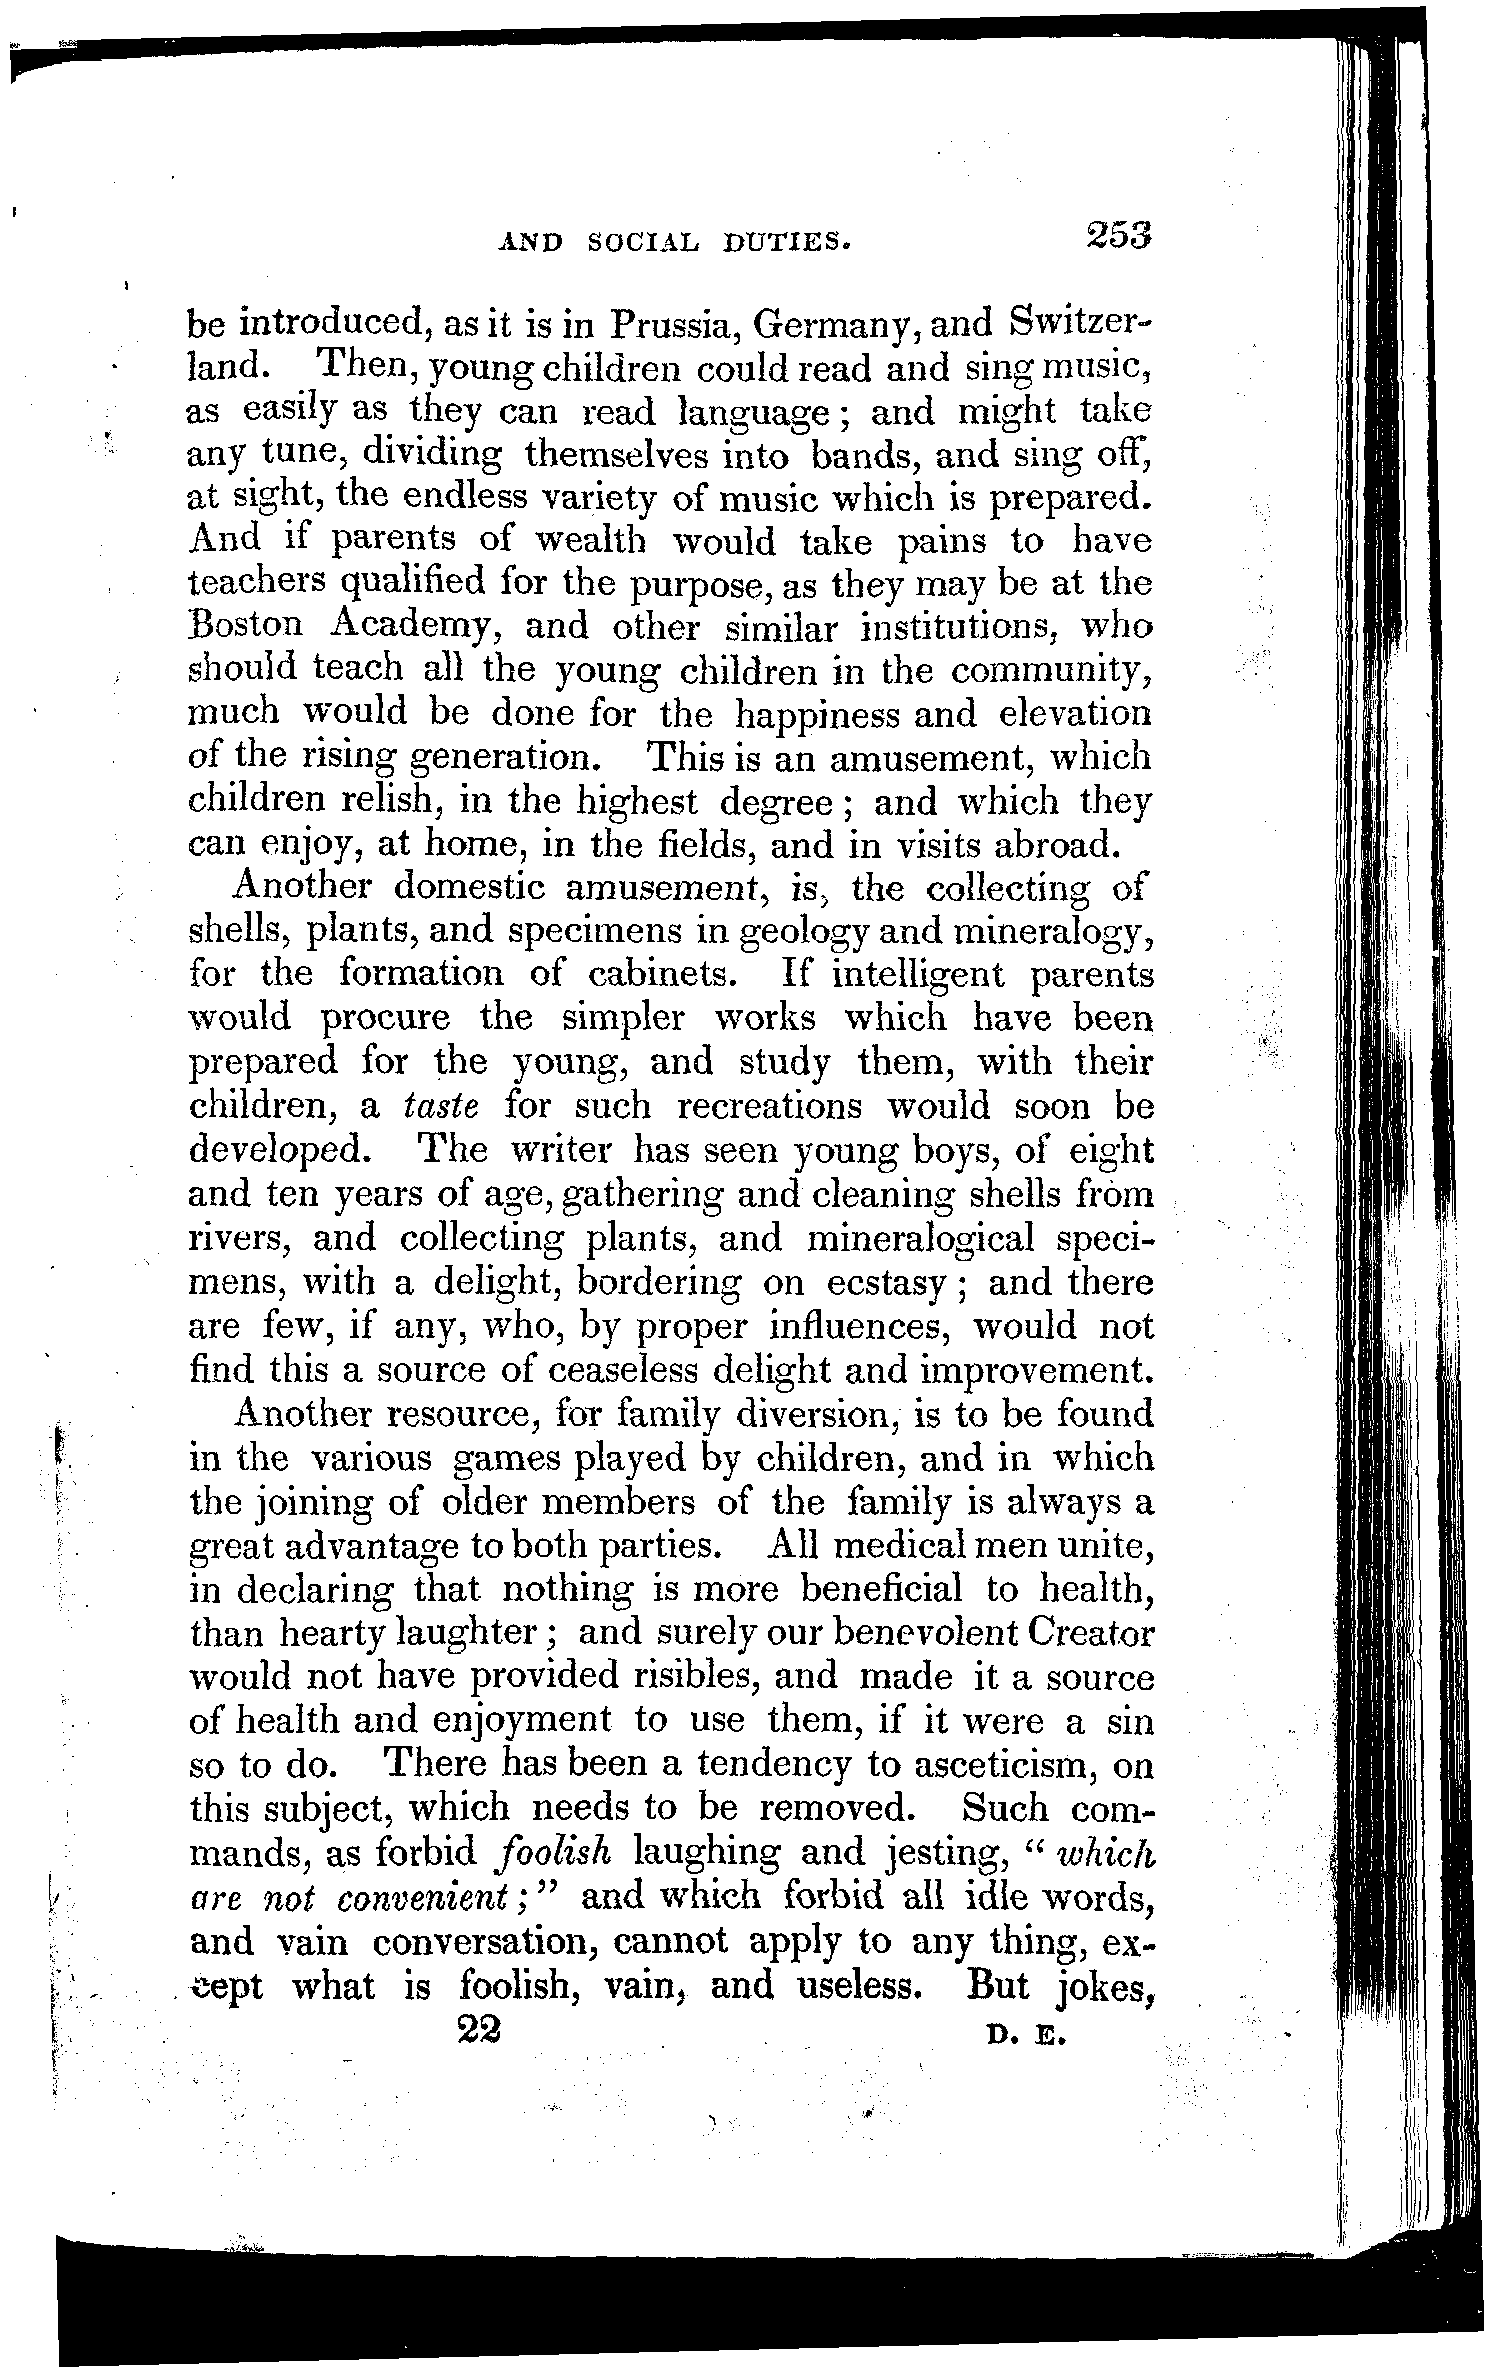 AND SOCIAL DUTIES. 253
be introduced, as it is in Prussia, Germany, and Switzer-
land. Then, young children could read and sing music,
as easily as they can read language; and might take
any tune, dividing themselves into bands, and sing off,
at sight, the endless variety of music which is prepared.
And if parents of wealth would take pains to have
teachers qualified for the purpose, as they may be at the
Boston Academy, and other similar institutions, who
should teach all the young children in the community,
much would be done for the happiness and elevation
of the rising generation. This is an amusement, which
children relish, in the highest degree; and which they
can enjoy, at home, in the fields, and in visits abroad.
Another domestic amusement, is, the collecting of
shells, plants, and specimens in geology and mineralogy,
for the formation of cabinets. If intelligent parents
would procure the simpler works which have been
prepared for the young, and study them, with their
children, a taste for such recreations would soon be
developed. The writer has seen young boys, of eight
and ten years of age, gathering and cleaning shells from
rivers, and collecting plants, and mineralogical speci-
mens, with a delight, bordering on ecstasy; and there
are few, if any, who, by proper influences, would not
find this a source of ceaseless delight and improvement.
Another resource, for family diversion, is to be found
in the various games played by children, and in which
the joining of older members of the family is always a
great advantage to both parties. All medical men unite,
in declaring that nothing is more beneficial to health,
than hearty laughter; and surely our benevolent Creator
would not have provided risibles, and made it a source
of health and enjoyment to use them, if it were a sin
so to do. There has been a tendency to asceticism, on
this subject, which needs to be removed. Such com-
mands, as forbid foolish laughing and jesting, "which
are not convenient;" and which forbid all idle words,
and vain conversation, cannot apply to any thing, ex-
cept what is foolish, vain, and useless. But jokes,
22 D. E.